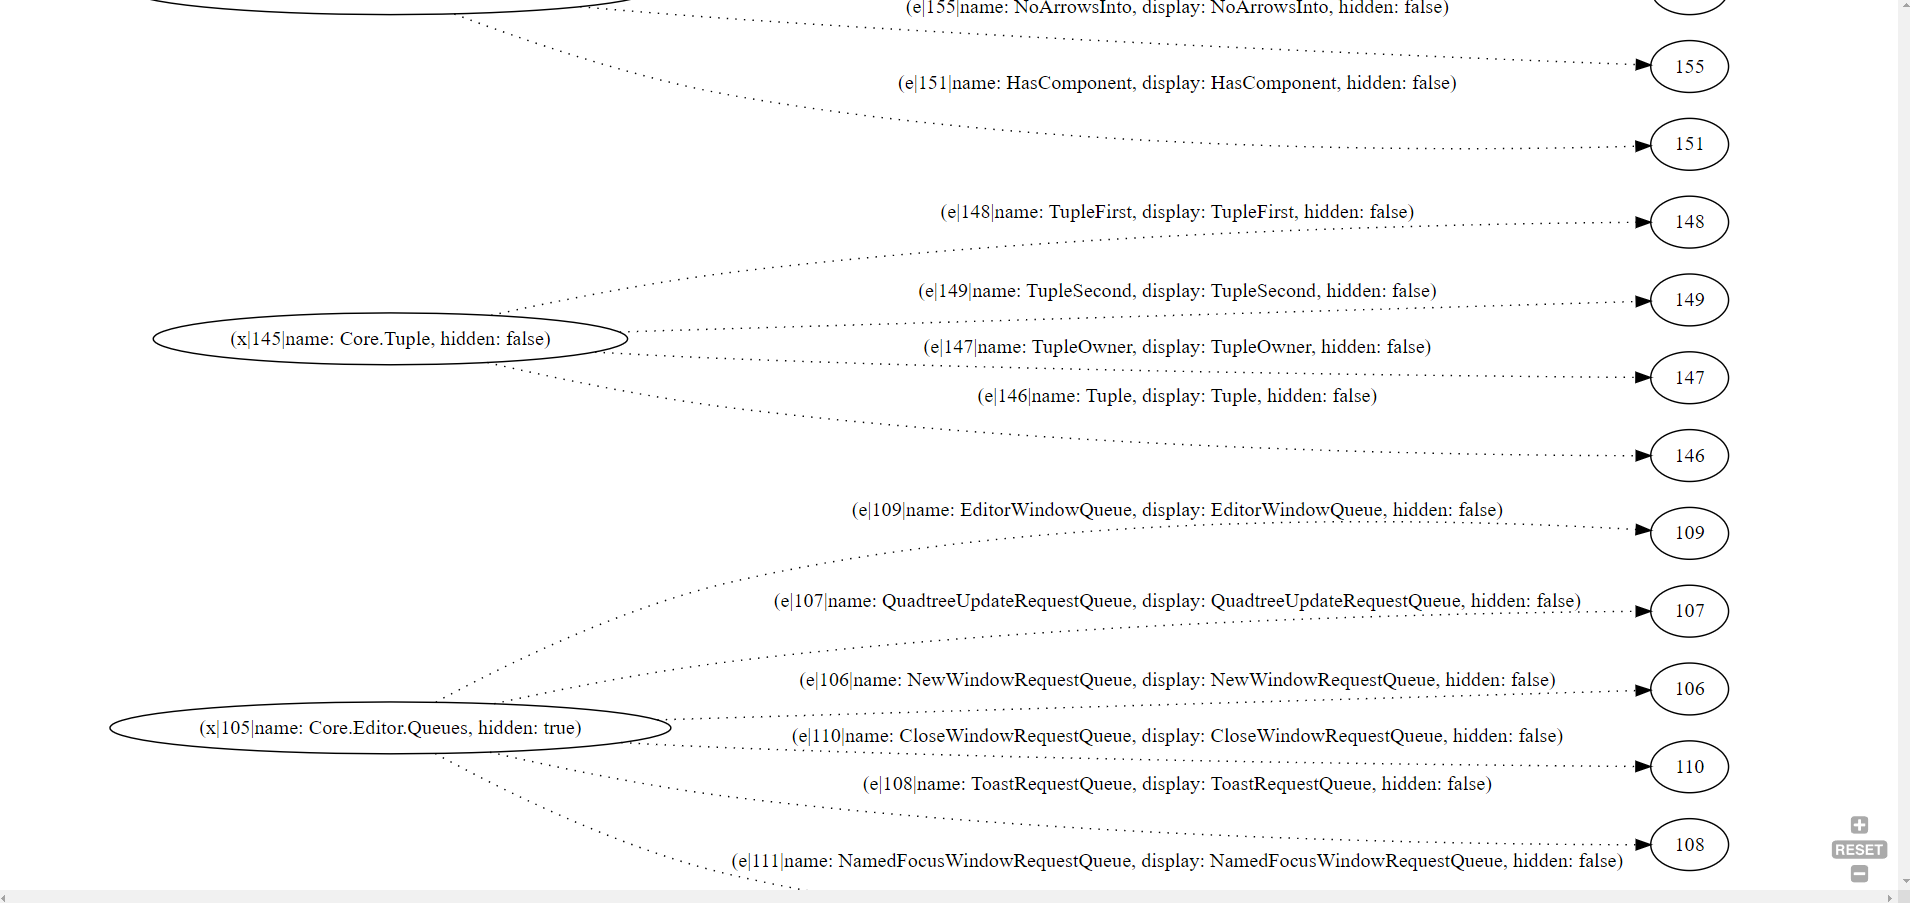 (e|155|name: NoArrowsInto, display: NoArrowsInto, hidden: false)
155
(e|151|name: HasComponent, display: HasComponent, hidden: false)
151
(e|148|name: TupleFirst, display: TupleFirst, hidden: false)
148
(e|149|name: TupleSecond, display: TupleSecond, hidden: false)
149
(x|145|name: Core.Tuple, hidden: false)
(e|147|name: TupleOwner, display: TupleOwner, hidden: false)
147
(e|146|name: Tuple, display: Tuple, hidden: false)
146
(e|109|name: EditorWindowQueue, display: EditorWindowQueue, hidden: false)
109
(e|107|name: QuadtreeUpdateRequestQueue, display: QuadtreeUpdateRequestQueue, hidden: false)
107
(e|106|name: NewWindowRequestQueue, display: NewWindowRequestQueue, hidden: false)
106
(x|105|name: Core.Editor.Queues, hidden: true)
(e|110|name: CloseWindowRequestQueue, display: CloseWindowRequestQueue, hidden: false)
110
(e|108|name: ToastRequestQueue, display: ToastRequestQueue, hidden: false)
108
(e|111|name: NamedFocusWindowRequestQueue, display: NamedFocusWindowRequestQueue, hidden: false)
RESET